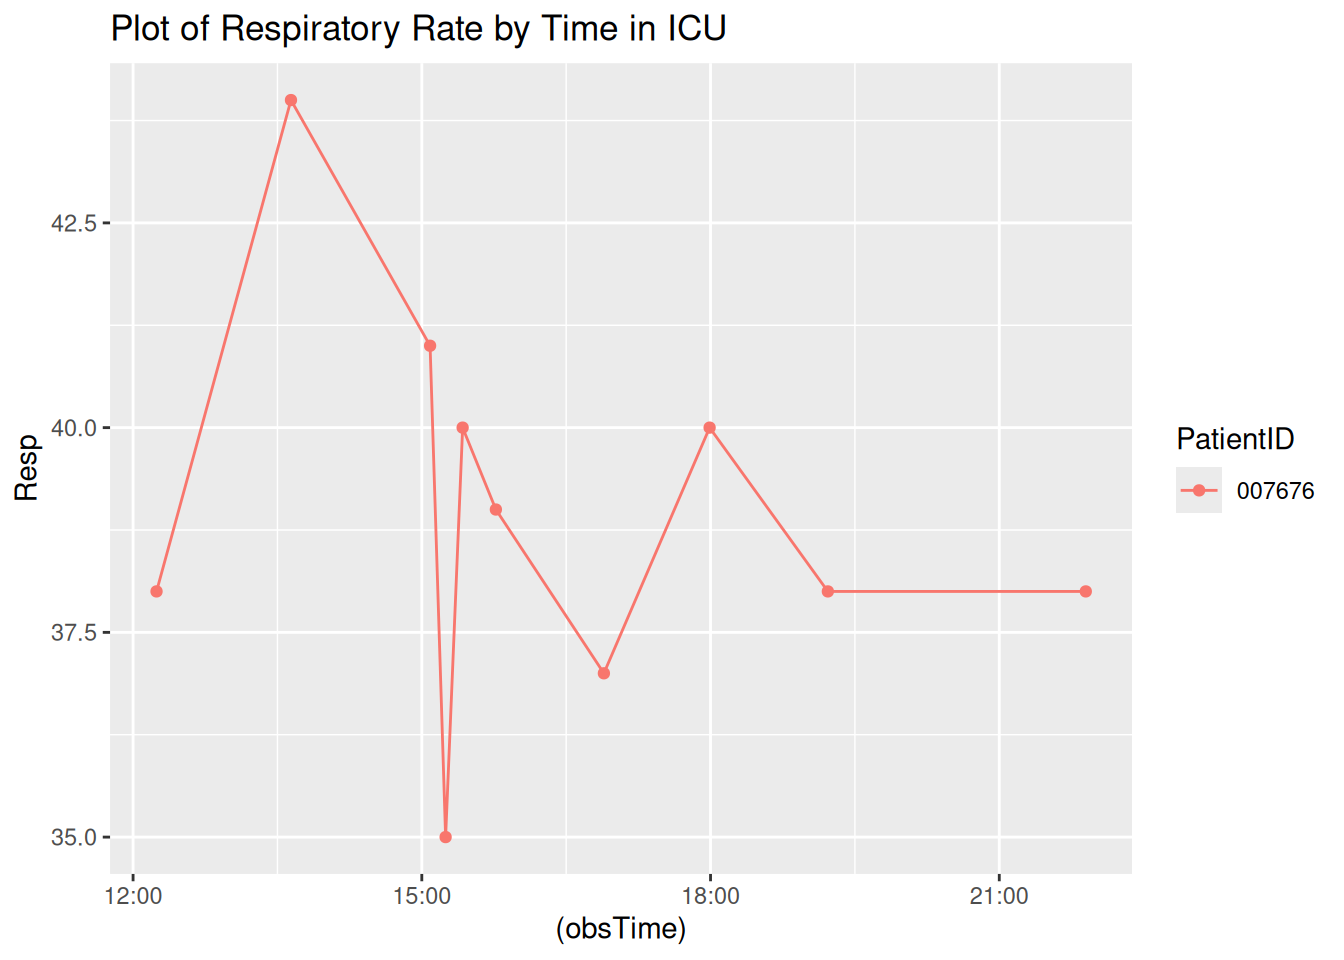 Plot of Respiratory Rate by Time in ICU
42.5
40.0
37.5
35.0
Resp
12:00 15:00 18:00 21:00
(obsTime)
PatientID
007676